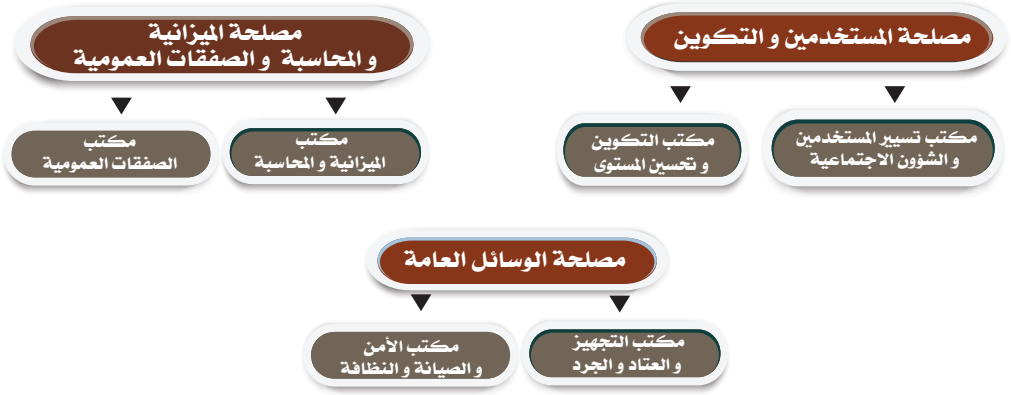 مصلحة المستخدمين و التكوين
مكتب تسيير المستخدمين
و الشؤون الاجتماعية
مكتب التكوين
و تحسين المستوى
مصلحة الميزانية
و المحاسبة و الصفقات العمومية
مكتب
الميزانية و المحاسبة
مكتب
الصفقات العمومية
مصلحة الوسائل العامة
مكتب التجهيز
و العتاد و الجرد
مكتب الأمن
و الصيانة و النظافة